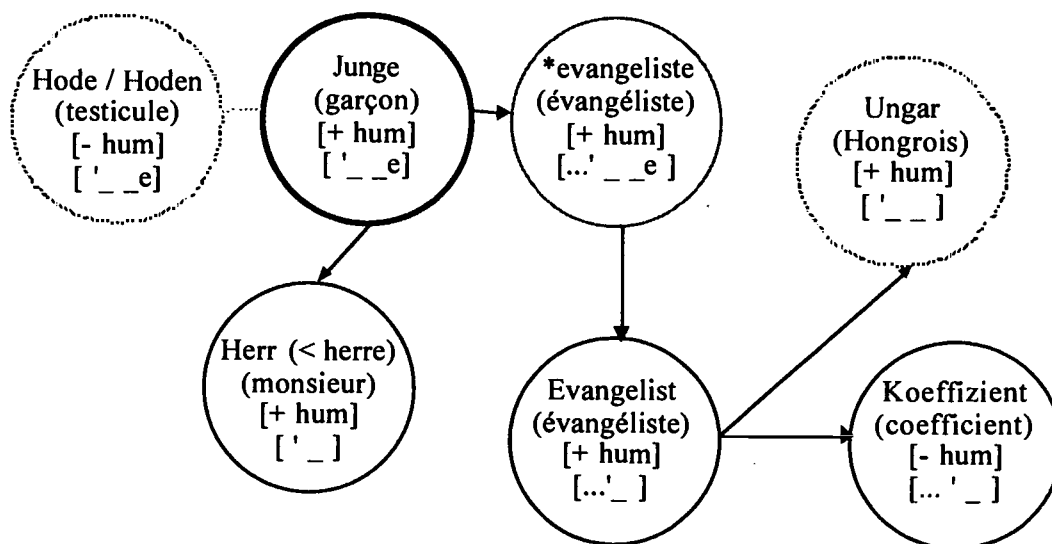 Hode / Hoden
(testicule)
[- hum]
[ '_ _e]
Junge
(garçon)
[+ hum]
[ '_ _e]
*evangeliste
(évangéliste)
[+ hum]
[...' _ _e ]
Ungar
(Hongrois)
[+ hum]
[ '_ _ ]
Herr (< herre)
(monsieur)
[+ hum]
[ '_ ]
Evangelist
(évangéliste)
[+ hum]
[...'_ ]
Koeffizient
(coefficient)
[- hum]
[... ' _ ]